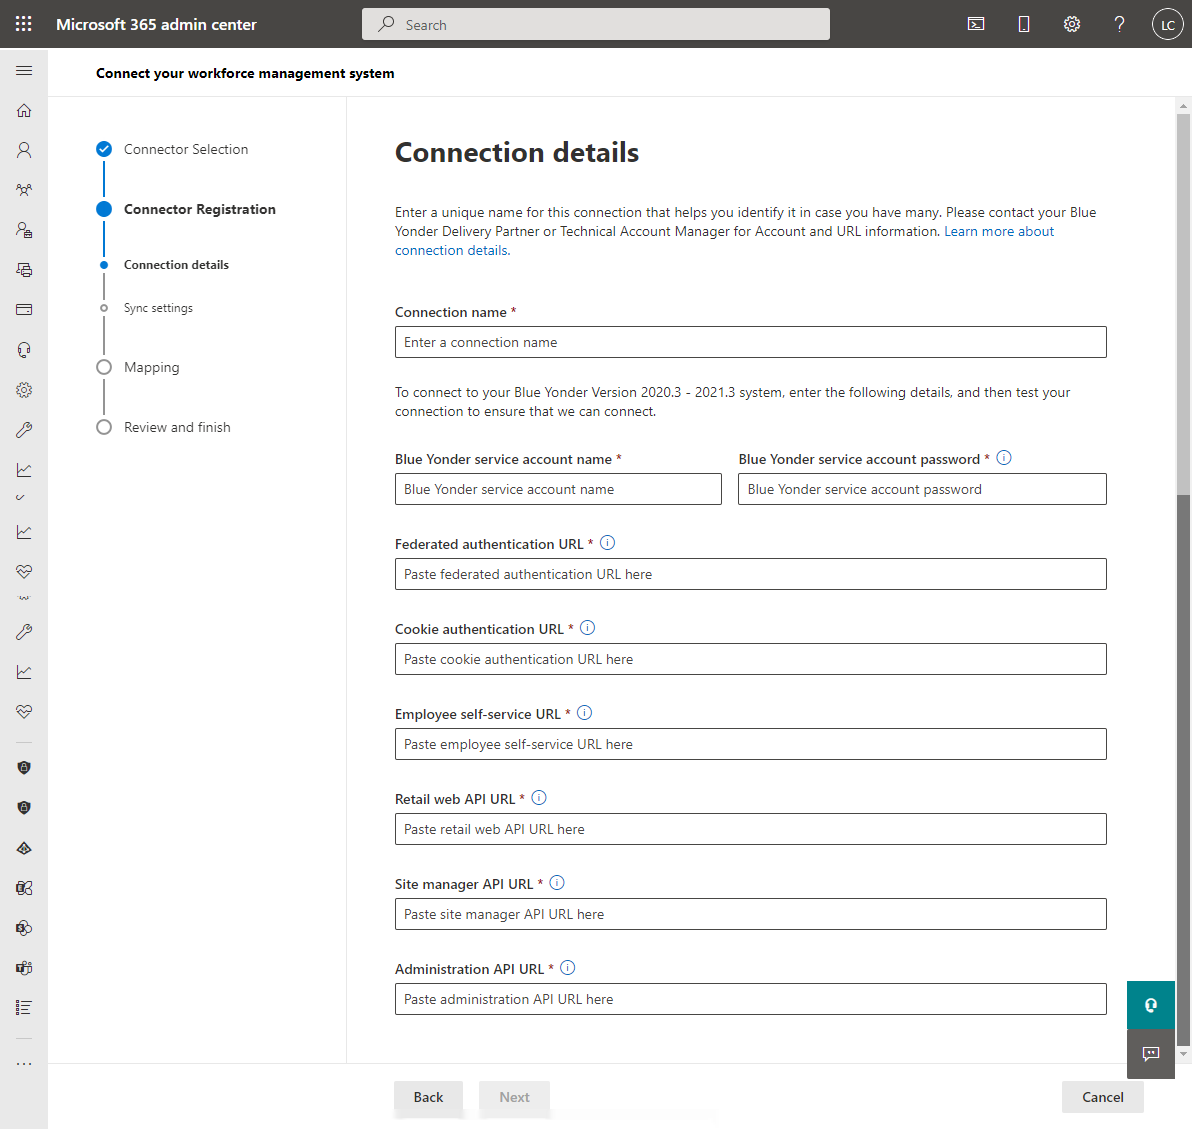 Microsoft 365 admin center
Search
LC
Connect your workforce management system
Connector Selection
Connector Registration
Connection details
Sync settings
Mapping
Review and finish
Connection details
Enter a unique name for this connection that helps you identify it in case you have many. Please contact your Blue
Yonder Delivery Partner or Technical Account Manager for Account and URL information. Learn more about
connection details.
Connection name *
Enter a connection name
To connect to your Blue Yonder Version 2020.3 - 2021.3 system, enter the following details, and then test your
connection to ensure that we can connect.
Blue Yonder service account name *
Blue Yonder service account name
Blue Yonder service account password *
Blue Yonder service account password
Federated authentication URL *
Paste federated authentication URL here
Cookie authentication URL *
Paste cookie authentication URL here
Employee self-service URL *
Paste employee self-service URL here
Retail web API URL *
Paste retail web API URL here
Site manager API URL *
Paste site manager API URL here
Administration API URL *
Paste administration API URL here
Back
Next
Cancel